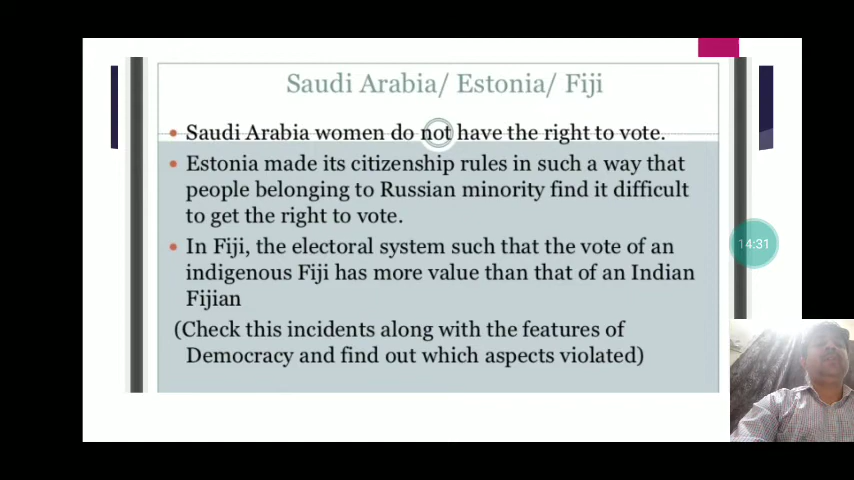 Saudi Arabia/ Estonia/ Fiji
Saudi Arabia women do not have the right to vote.
Estonia made its citizenship rules in such a way that
people belonging to Russian minority find it difficult
to get the right to vote.
In Fiji, the electoral system such that the vote of an
indigenous Fiji has more value than that of an Indian
Fijian
(Check this incidents along with the features of
Democracy and find out which aspects violated)
14:31